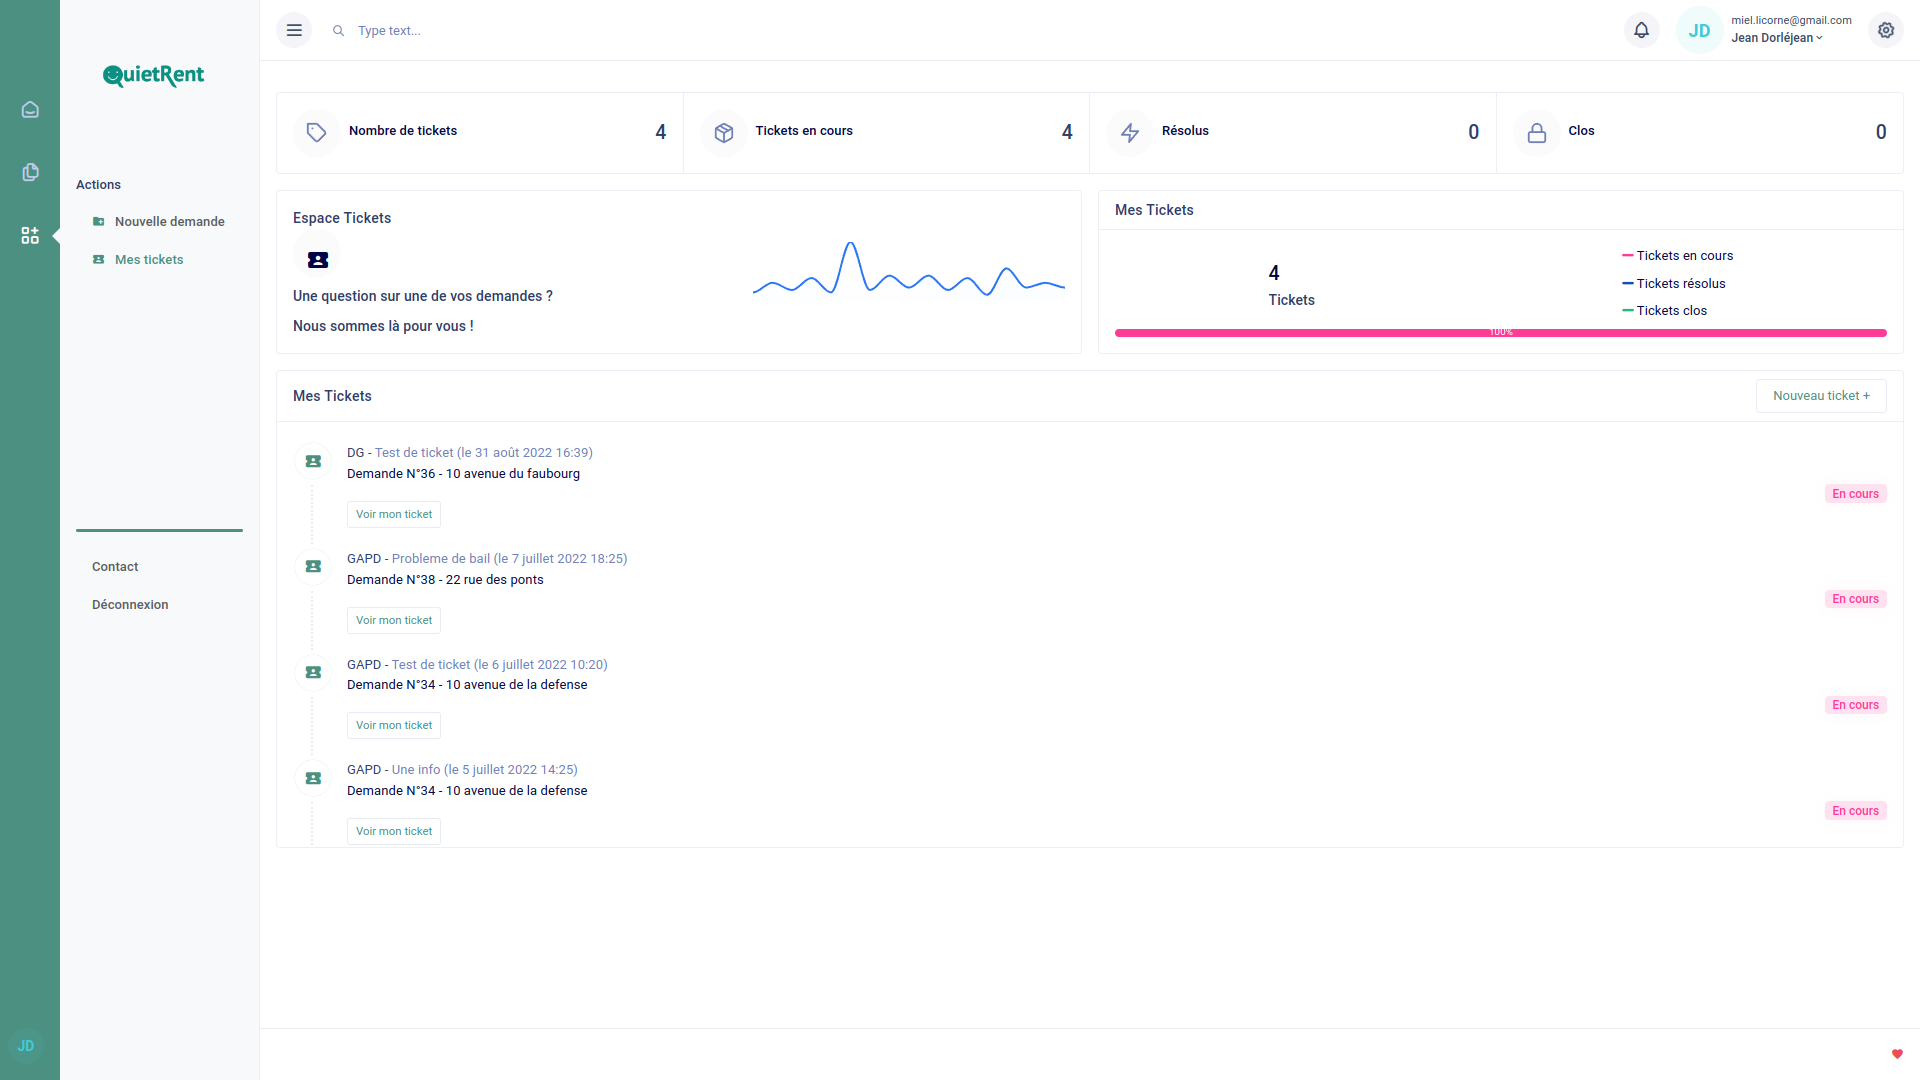 Type text...
JD
miel.licorne@gmail.com
Jean Dorléjean
QuietRent
Actions
Nouvelle demande
Mes tickets
Contact
Déconnexion
JD
Nombre de tickets 4
Tickets en cours 4
Résolus 0
Clos 0
Espace Tickets
Une question sur une de vos demandes ?
Nous sommes là pour vous !
Mes Tickets
4
Tickets
Tickets en cours
Tickets résolus
Tickets clos
100%
Mes Tickets
Nouveau ticket +
DG - Test de ticket (le 31 août 2022 16:39)
Demande N°36 - 10 avenue du faubourg
Voir mon ticket
En cours
GAPD - Probleme de bail (le 7 juillet 2022 18:25)
Demande N°38 - 22 rue des ponts
Voir mon ticket
En cours
GAPD - Test de ticket (le 6 juillet 2022 10:20)
Demande N°34 - 10 avenue de la defense
Voir mon ticket
En cours
GAPD - Une info (le 5 juillet 2022 14:25)
Demande N°34 - 10 avenue de la defense
Voir mon ticket
En cours